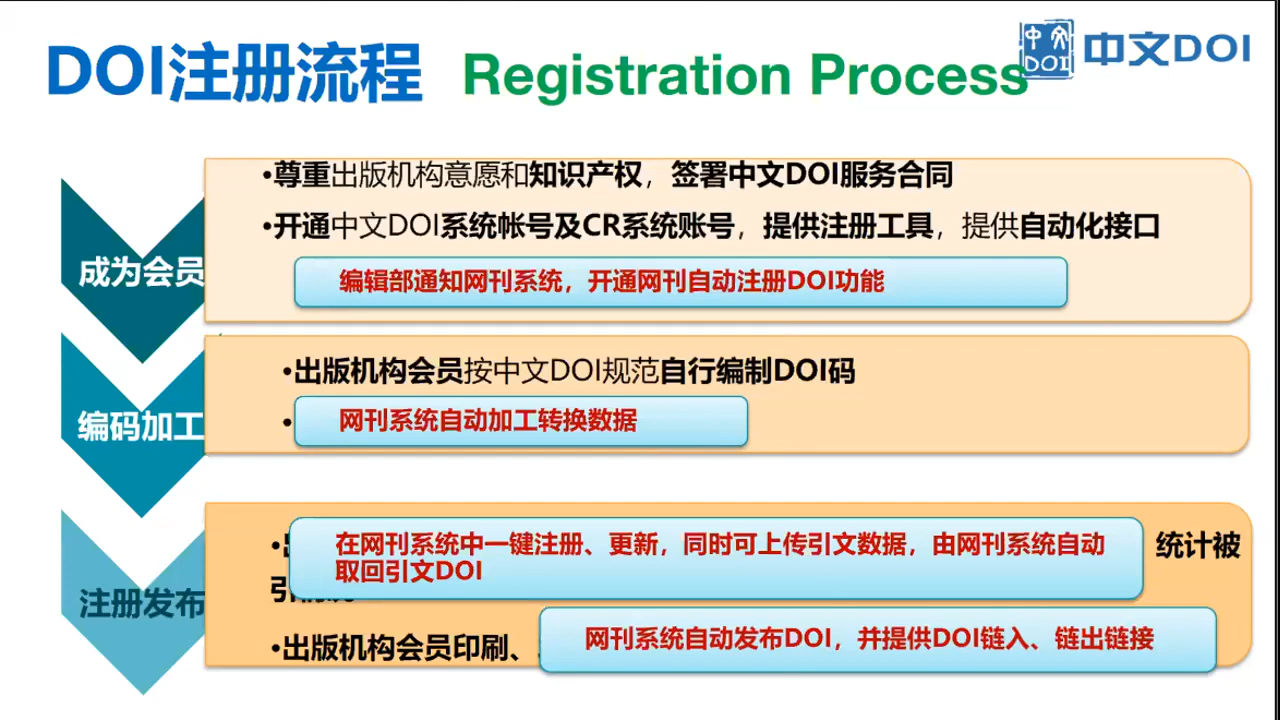 DOI注册流程 Registration Process
中文DOI
中文DOI
•尊重出版机构意愿和知识产权，签署中文DOI服务合同
•开通中文DOI系统帐号及CR系统账号，提供注册工具，提供自动化接口
成为会员
编辑部通知网刊系统，开通网刊自动注册DOI功能
•出版机构会员按中文DOI规范自行编制DOI码
编码加工
•
网刊系统自动加工转换数据
在网刊系统中一键注册、更新，同时可上传引文数据，由网刊系统自动
取回引文DOI
统计被
引
注册发布
•出版机构会员印刷、
网刊系统自动发布DOI，并提供DOI链入、链出链接